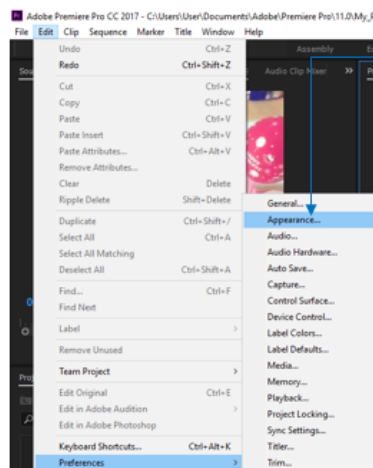 Adobe Premiere Pro CC 2017 - C:\Users\User\Documents\Adobe\Premiere Pro\11.0\My_P
File Edit Clip Sequence Marker Title Window Help
Assembly
Audio Clip Mixer
Undo Ctrl+Z
Redo Ctrl+Shift+Z
Cut Ctrl+X
Copy Ctrl+C
Paste Ctrl+V
Paste Insert Ctrl+Shift+V
Paste Attributes... Ctrl+Alt+V
Remove Attributes...
Clear Delete
Ripple Delete Shift+Delete
Duplicate Ctrl+Shift+/
Select All Ctrl+A
Select All Matching
Deselect All Ctrl+Shift+A
Find... Ctrl+F
Find Next
Label
Remove Unused
Team Project
Edit Original Ctrl+E
Edit in Adobe Audition
Edit in Adobe Photoshop
Keyboard Shortcuts... Ctrl+Alt+K
Preferences
General...
Appearance...
Audio...
Audio Hardware...
Auto Save...
Capture...
Control Surface...
Device Control...
Label Colors...
Label Defaults...
Media...
Memory...
Playback...
Project Locking...
Sync Settings...
Titler...
Trim...